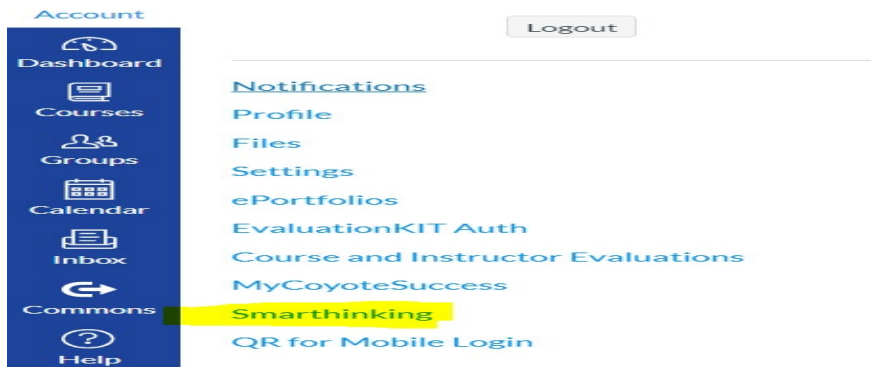 Account
Dashboard
Courses
Groups
Calendar
Inbox
Commons
Help
Logout
Notifications
Profile
Files
Settings
ePortfolios
EvaluationKIT Auth
Course and Instructor Evaluations
MyCoyoteSuccess
Smarthinking
QR for Mobile Login